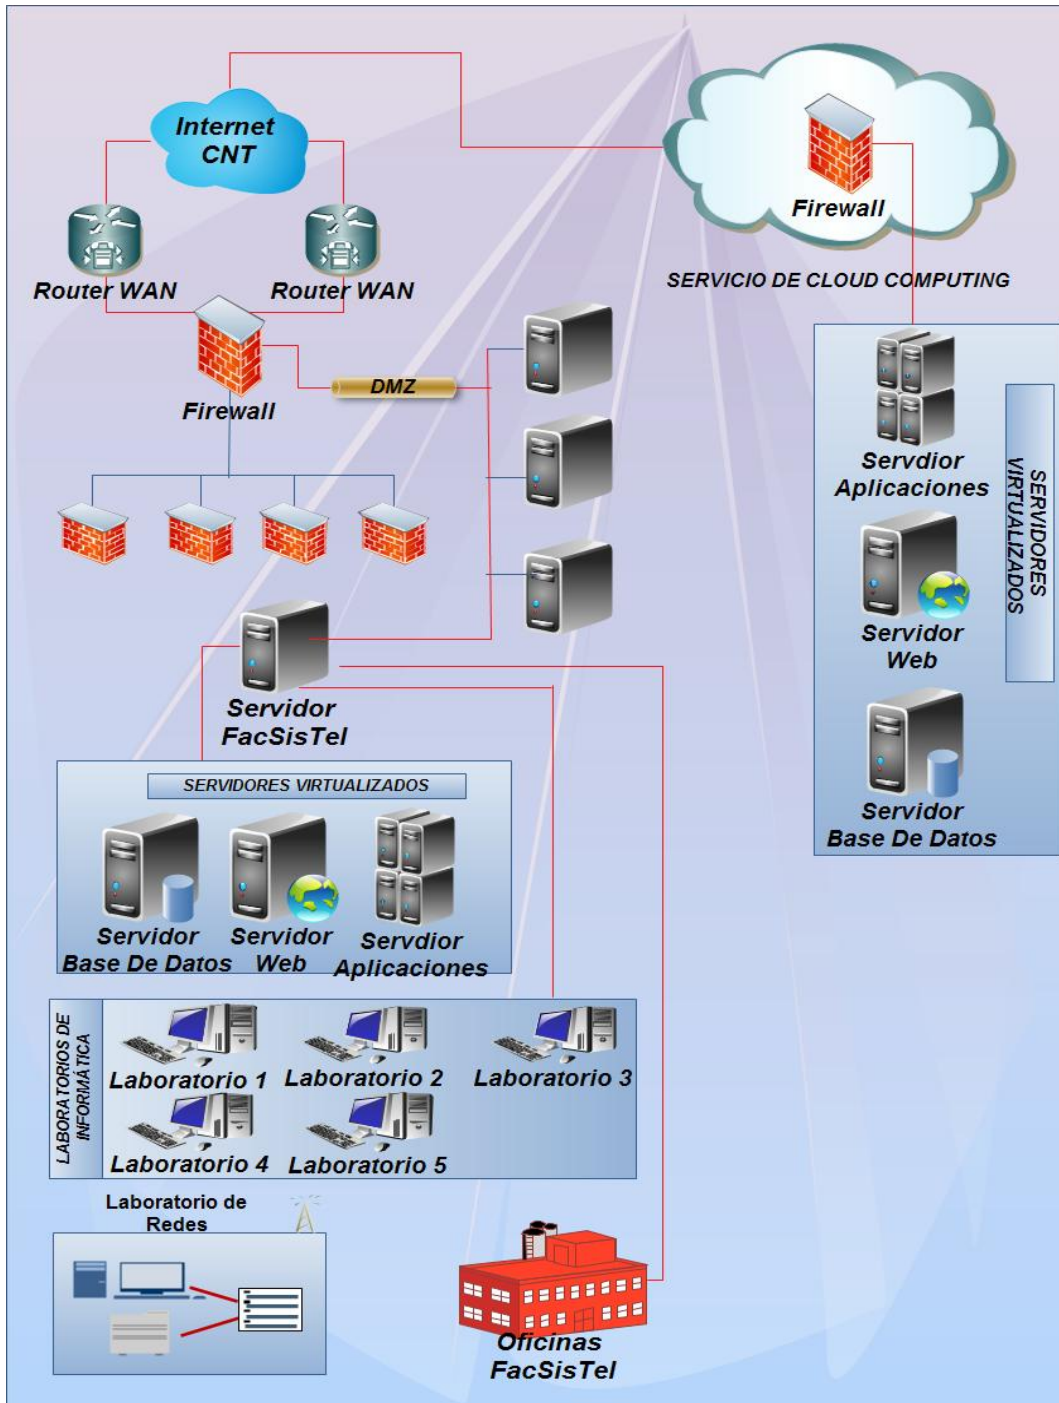 Internet
CNT
Firewall
SERVICIO DE CLOUD COMPUTING
Router WAN
Router WAN
Firewall
DMZ
Servdior
Aplicaciones
Servidor
Web
Servidor
Base De Datos
SERVIDORES
VIRTUALIZADOS
Servidor
FacSisTel
SERVIDORES VIRTUALIZADOS
Servidor
Base De Datos
Servidor
Web
Servdior
Aplicaciones
LABORATORIOS DE
INFORMÁTICA
Laboratorio 1
Laboratorio 2
Laboratorio 3
Laboratorio 4
Laboratorio 5
Laboratorio de
Redes
Oficinas
FacSisTel